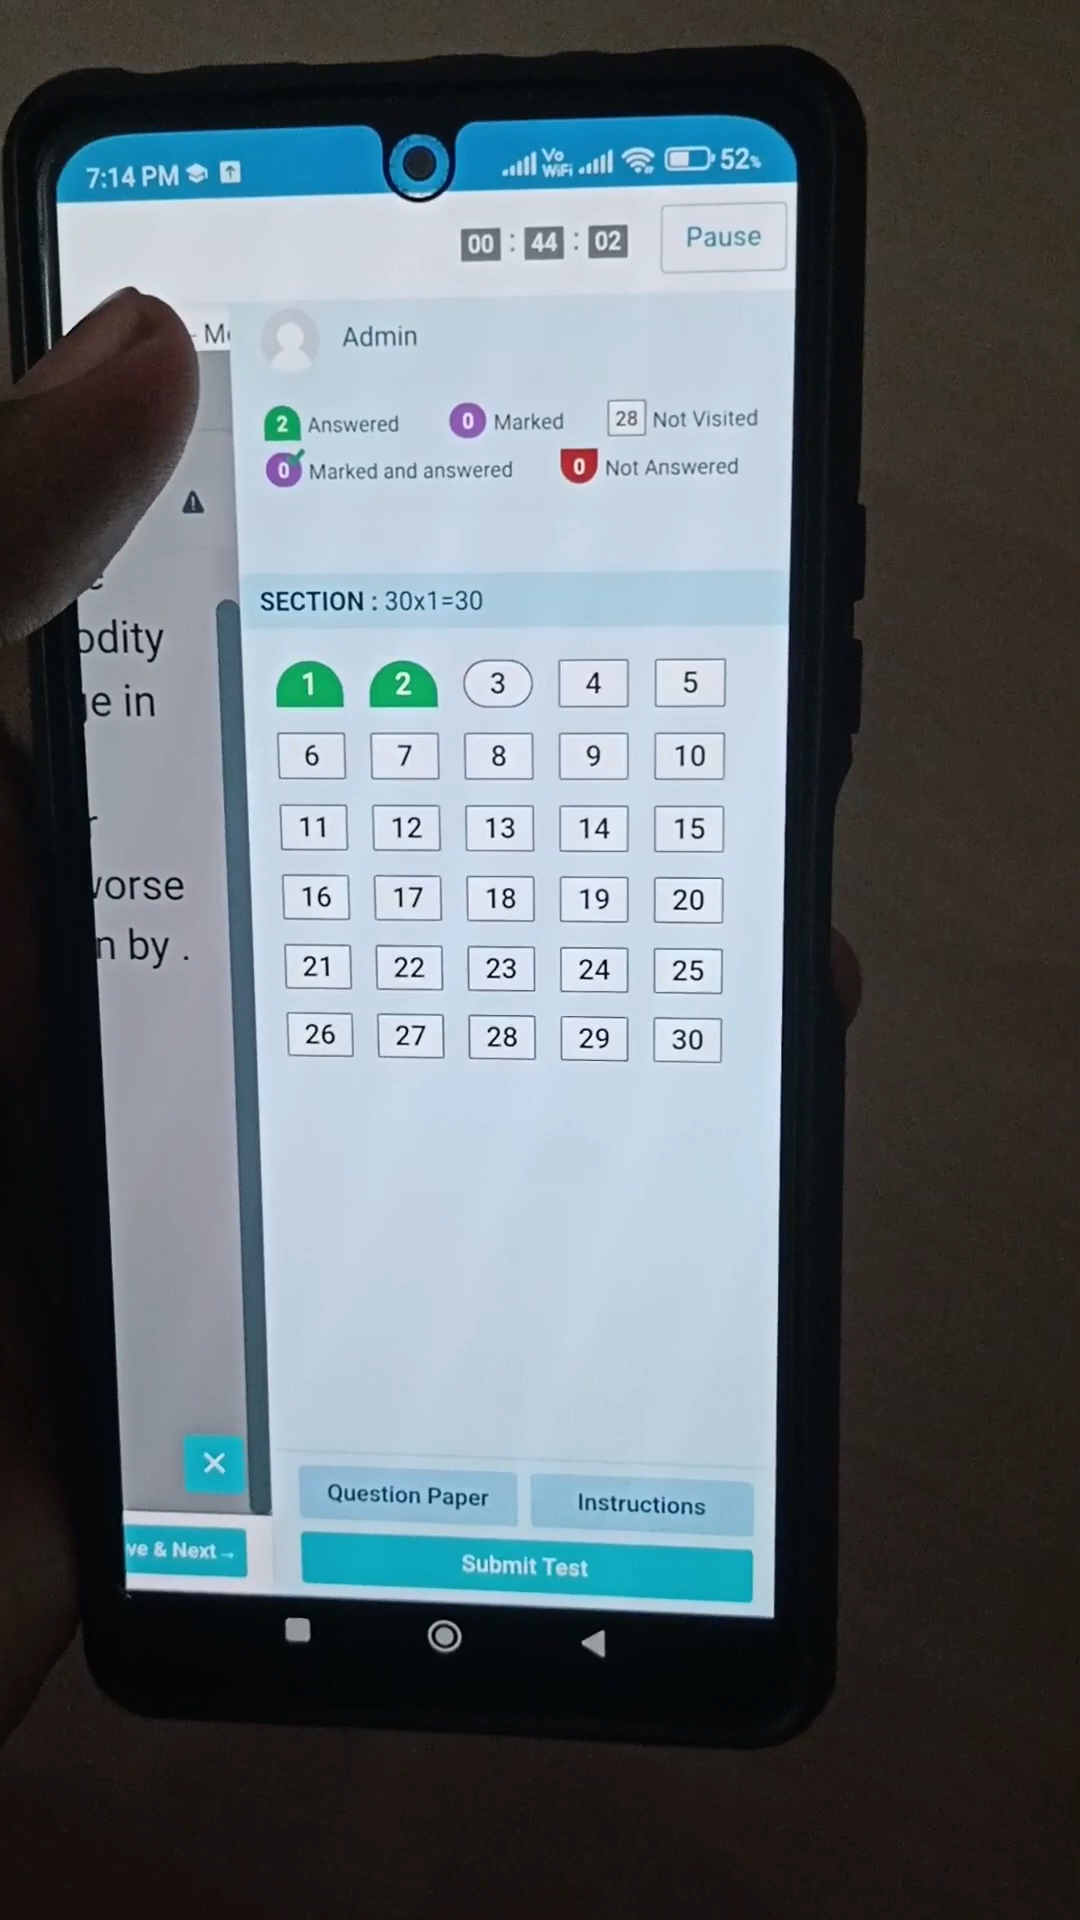 7:14 PM Vo WiFi 52%
00 : 44 : 02 Pause
Admin
2 Answered 0 Marked 28 Not Visited
0 Marked and answered 0 Not Answered
SECTION : 30x1=30
1 2 3 4 5
6 7 8 9 10
11 12 13 14 15
16 17 18 19 20
21 22 23 24 25
26 27 28 29 30
e in
n by .
Question Paper Instructions
& Next→
Submit Test